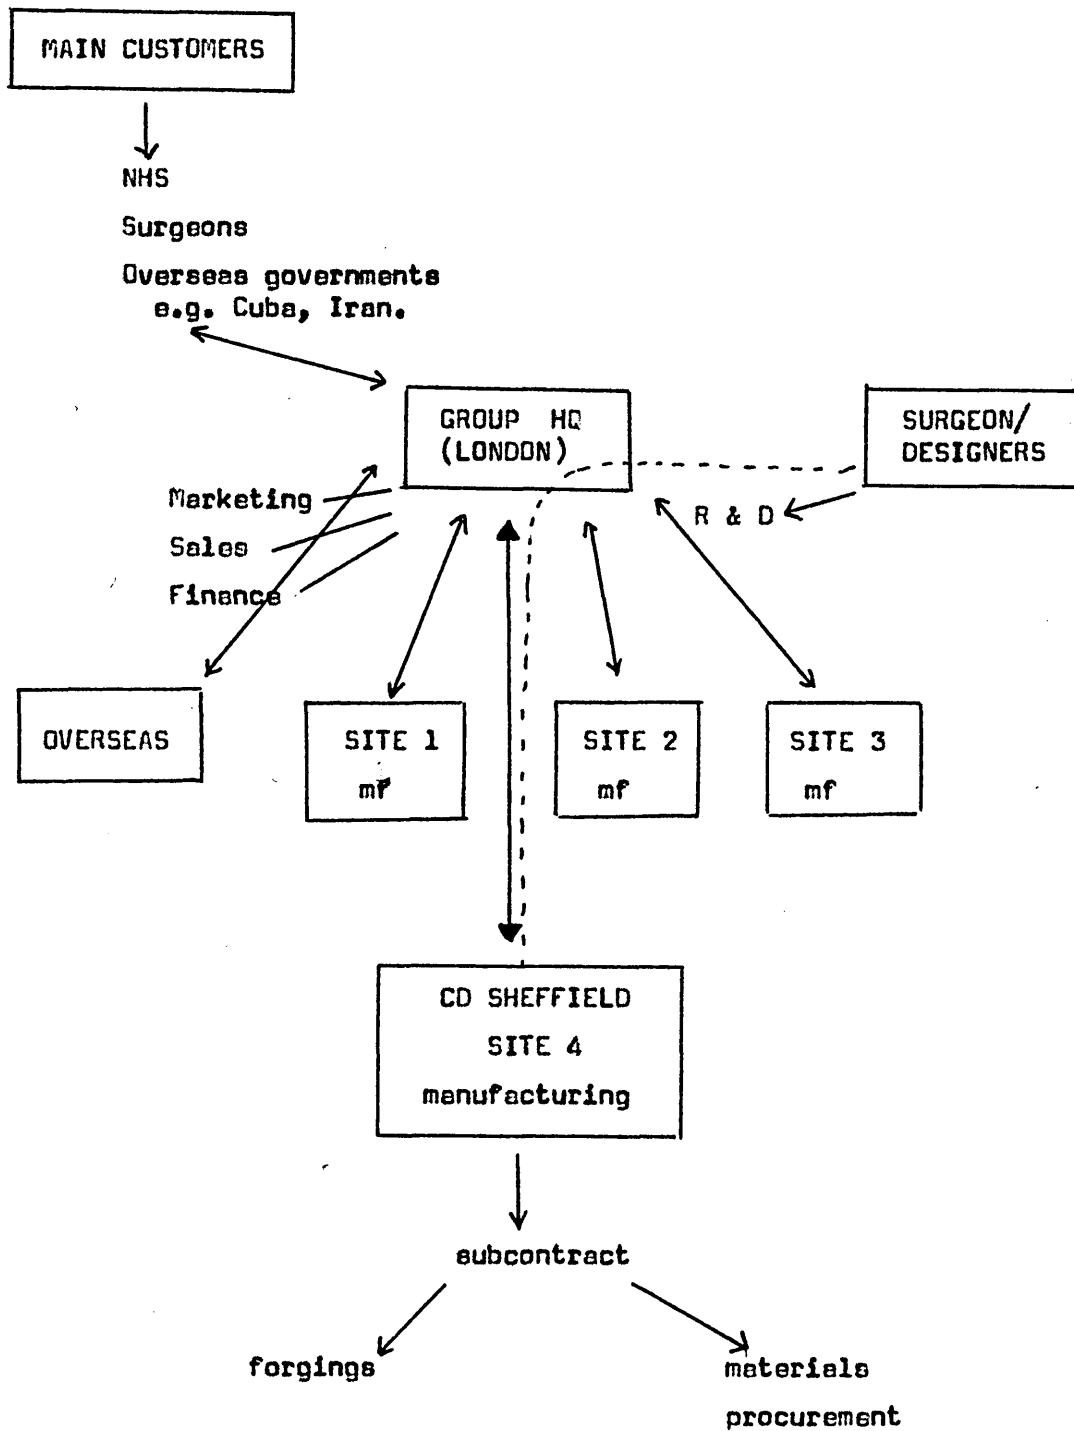 MAIN CUSTOMERS
NHS
Surgeons
Overseas governments
e.g. Cuba, Iran.
GROUP HQ
(LONDON)
SURGEON/
DESIGNERS
Marketing
Sales
Finance
R & D
OVERSEAS
SITE 1
mf
SITE 2
mf
SITE 3
mf
CD SHEFFIELD
SITE 4
manufacturing
subcontract
forgings
materials
procurement